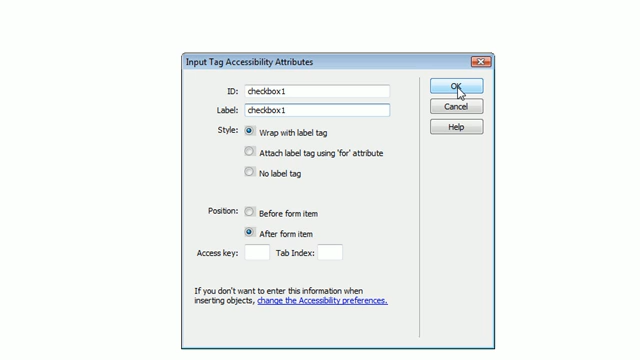 Input Tag Accessibility Attributes
ID: checkbox1
OK
Label: checkbox1
Cancel
Style: Wrap with label tag
Help
Attach label tag using 'for' attribute
No label tag
Position: Before form item
After form item
Access key: Tab Index:
If you don't want to enter this information when
inserting objects, change the Accessibility preferences.